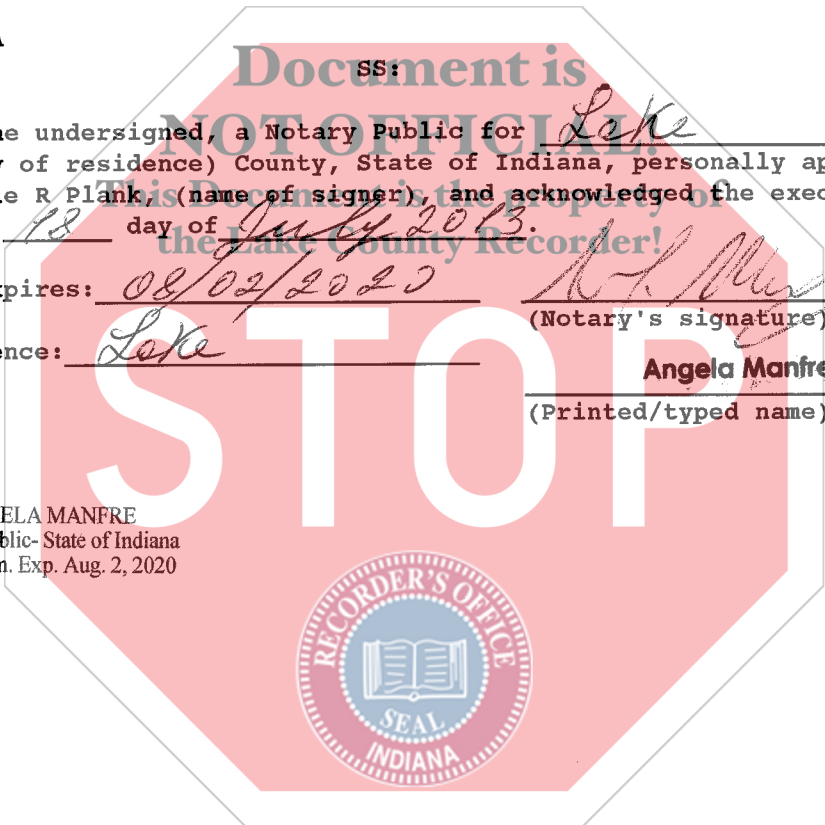 A
SS:
Document is
NOT OFFICIAL!
This Document is the property of
the Lake County Recorder!
he undersigned, a Notary Public for Lake
y of residence) County, State of Indiana, personally ap
e R Plank, (name of signer), and acknowledged the exec
18 day of July 2013.
pires: 08/02/2020
(Notary's signature)
nce: Lake
Angela Manfre
(Printed/typed name)
STOP
ELA MANFRE
blic- State of Indiana
n. Exp. Aug. 2, 2020
RECORDER'S OFFICE
SEAL
INDIANA